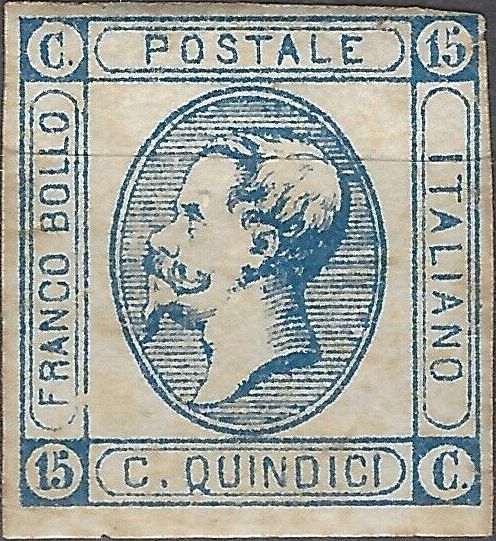 C. POSTALE 15
FRANCO BOLLO
ITALIANO
15 C. QUINDICI C.